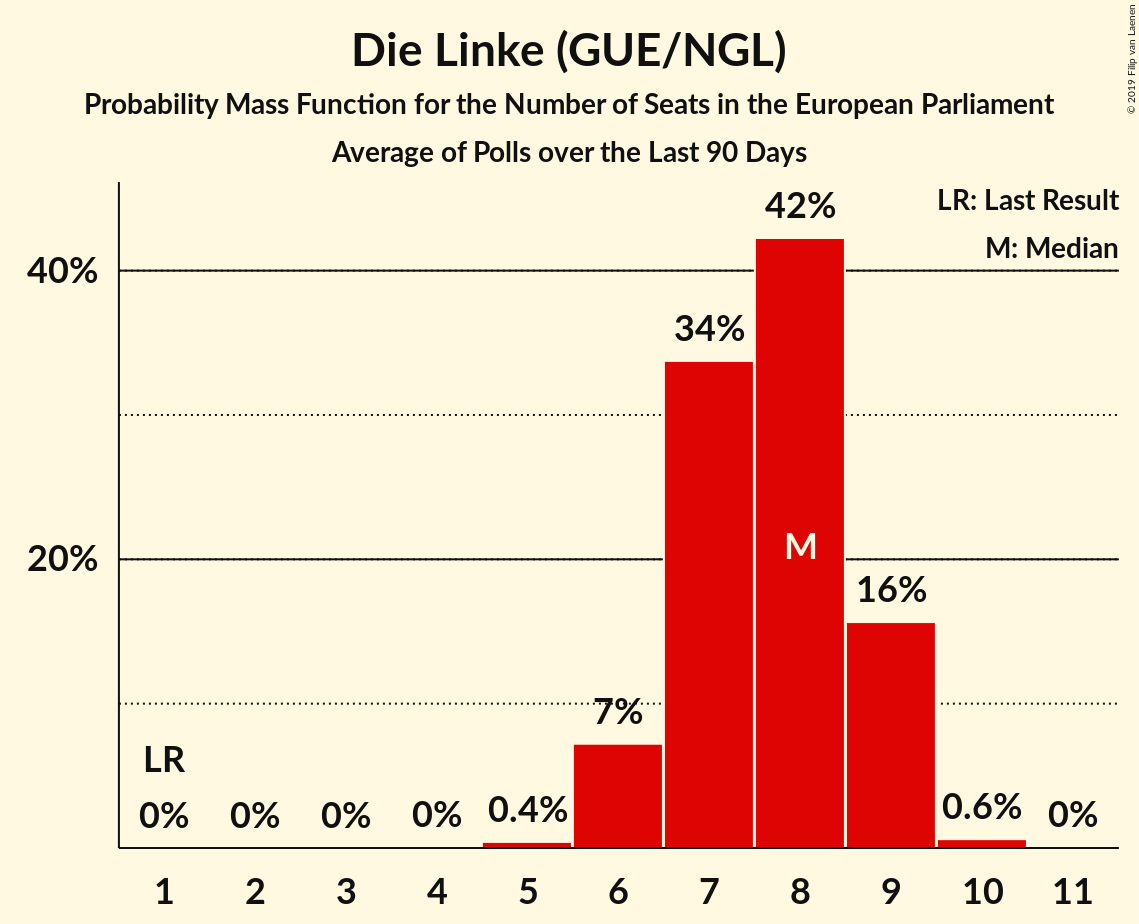 Die Linke (GUE/NGL)
Probability Mass Function for the Number of Seats in the European Parliament
Average of Polls over the Last 90 Days
© 2019 Filip van Laenen
LR: Last Result
M: Median
40%
20%
LR
0%
0%
0%
0%
0.4%
7%
34%
42%
M
16%
0.6%
0%
1 2 3 4 5 6 7 8 9 10 11